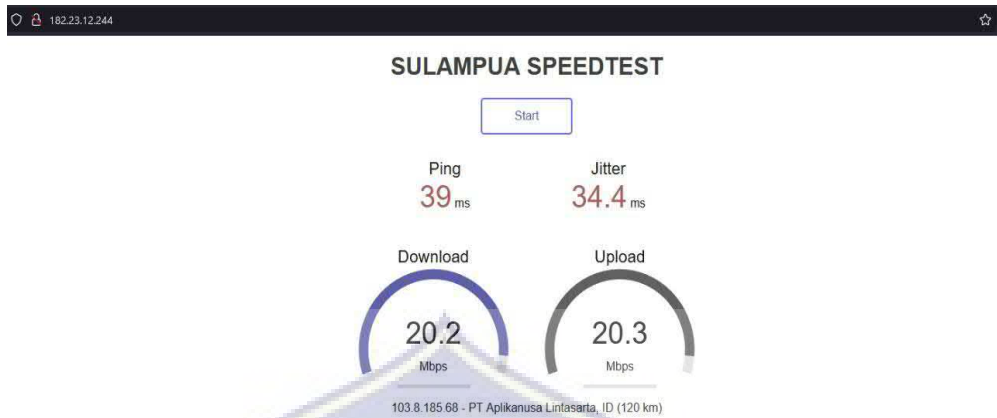 182.23.12.244
SULAMPUA SPEEDTEST
Start
Ping Jitter
39 ms 34.4 ms
Download Upload
20.2 20.3
Mbps Mbps
103.8.185.68 - PT Aplikanusa Lintasarta, ID (120 km)